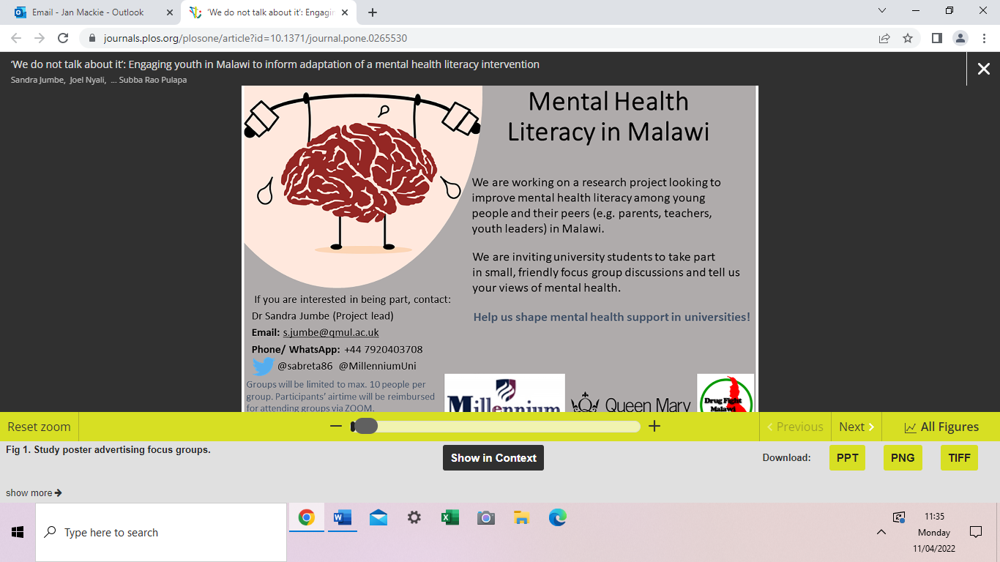 Email - Jan Mackie - Outlook
'We do not talk about it': Engagin
journals.plos.org/plosone/article?id=10.1371/journal.pone.0265530
'We do not talk about it': Engaging youth in Malawi to inform adaptation of a mental health literacy intervention
Sandra Jumbe, Joel Nyali, ... Subba Rao Pulapa
Mental Health
Literacy in Malawi
We are working on a research project looking to
improve mental health literacy among young
people and their peers (e.g. parents, teachers,
youth leaders) in Malawi.
We are inviting university students to take part
in small, friendly focus group discussions and tell us
your views of mental health.
Help us shape mental health support in universities!
If you are interested in being part, contact:
Dr Sandra Jumbe (Project lead)
Email: s.jumbe@qmul.ac.uk
Phone/ WhatsApp: +44 7920403708
@sabreta86 @MillenniumUni
Groups will be limited to max. 10 people per
group. Participants' airtime will be reimbursed
for attending groups via ZOOM.
Millennium
Queen Mary
Drug Fight
Malawi
Reset zoom
Previous
Next
All Figures
Fig 1. Study poster advertising focus groups.
Show in Context
Download:
PPT
PNG
TIFF
show more
Type here to search
11:35
Monday
11/04/2022